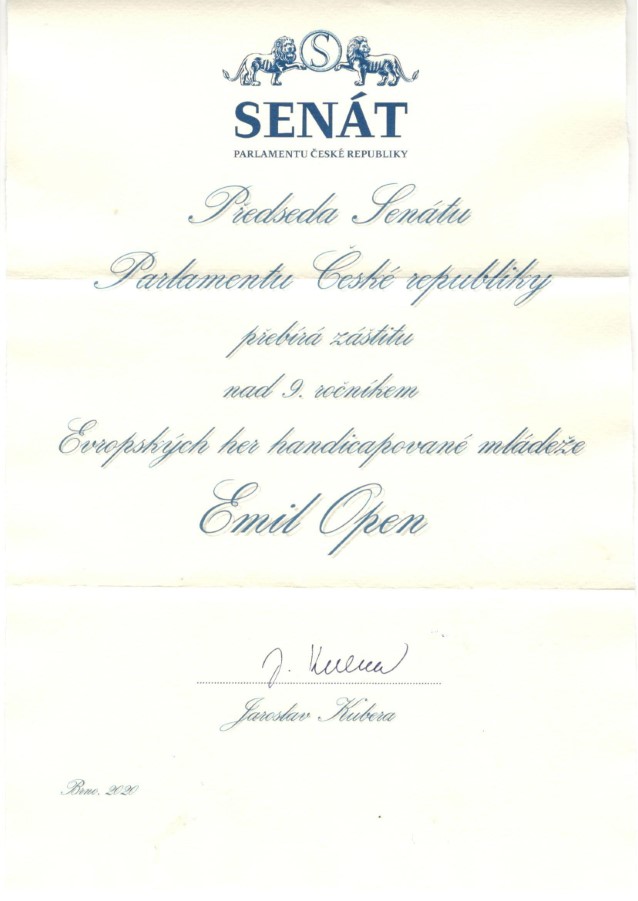 S
SENÁT
PARLAMENTU ČESKÉ REPUBLIKY
Předseda Senátu
Parlamentu České republiky
přebírá záštitu
nad 9. ročníkem
Evropských her handicapované mládeže
Emil Open
J. Kubera
Jaroslav Kubera
Brno, 2020